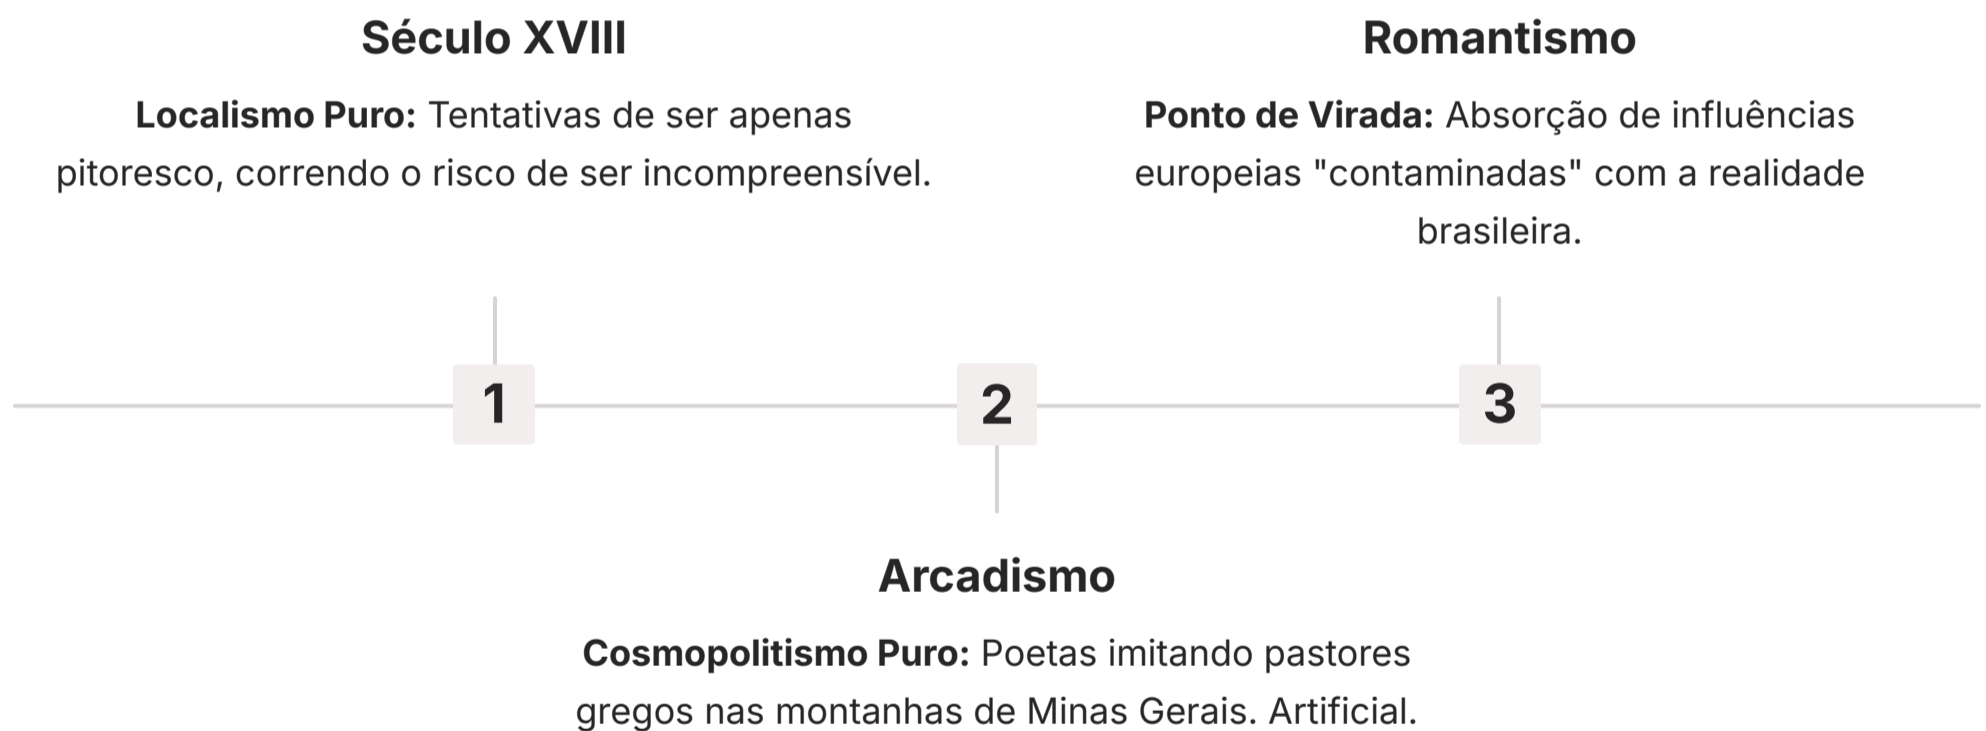 Século XVIII
Localismo Puro: Tentativas de ser apenas
pitoresco, correndo o risco de ser incompreensível.
Romantismo
Ponto de Virada: Absorção de influências
europeias "contaminadas" com a realidade
brasileira.
1
2
3
Arcadismo
Cosmopolitismo Puro: Poetas imitando pastores
gregos nas montanhas de Minas Gerais. Artificial.